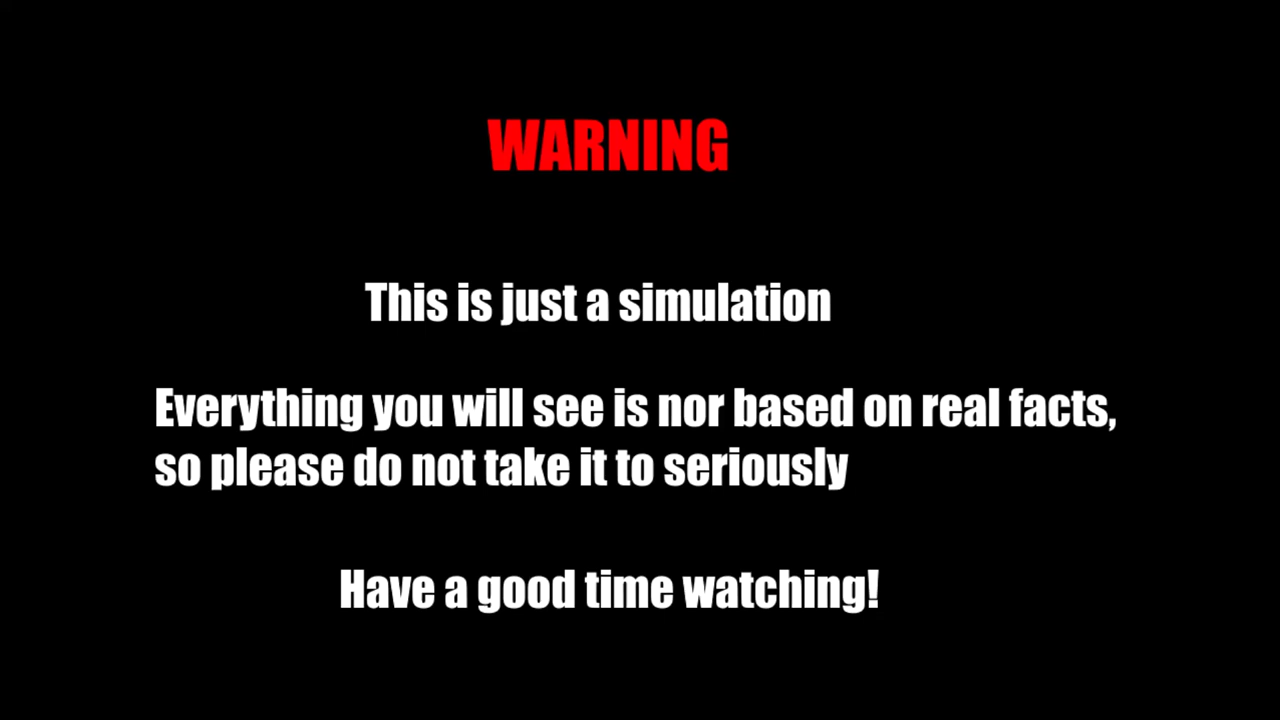 WARNING
This is just a simulation
Everything you will see is nor based on real facts,
so please do not take it to seriously
Have a good time watching!